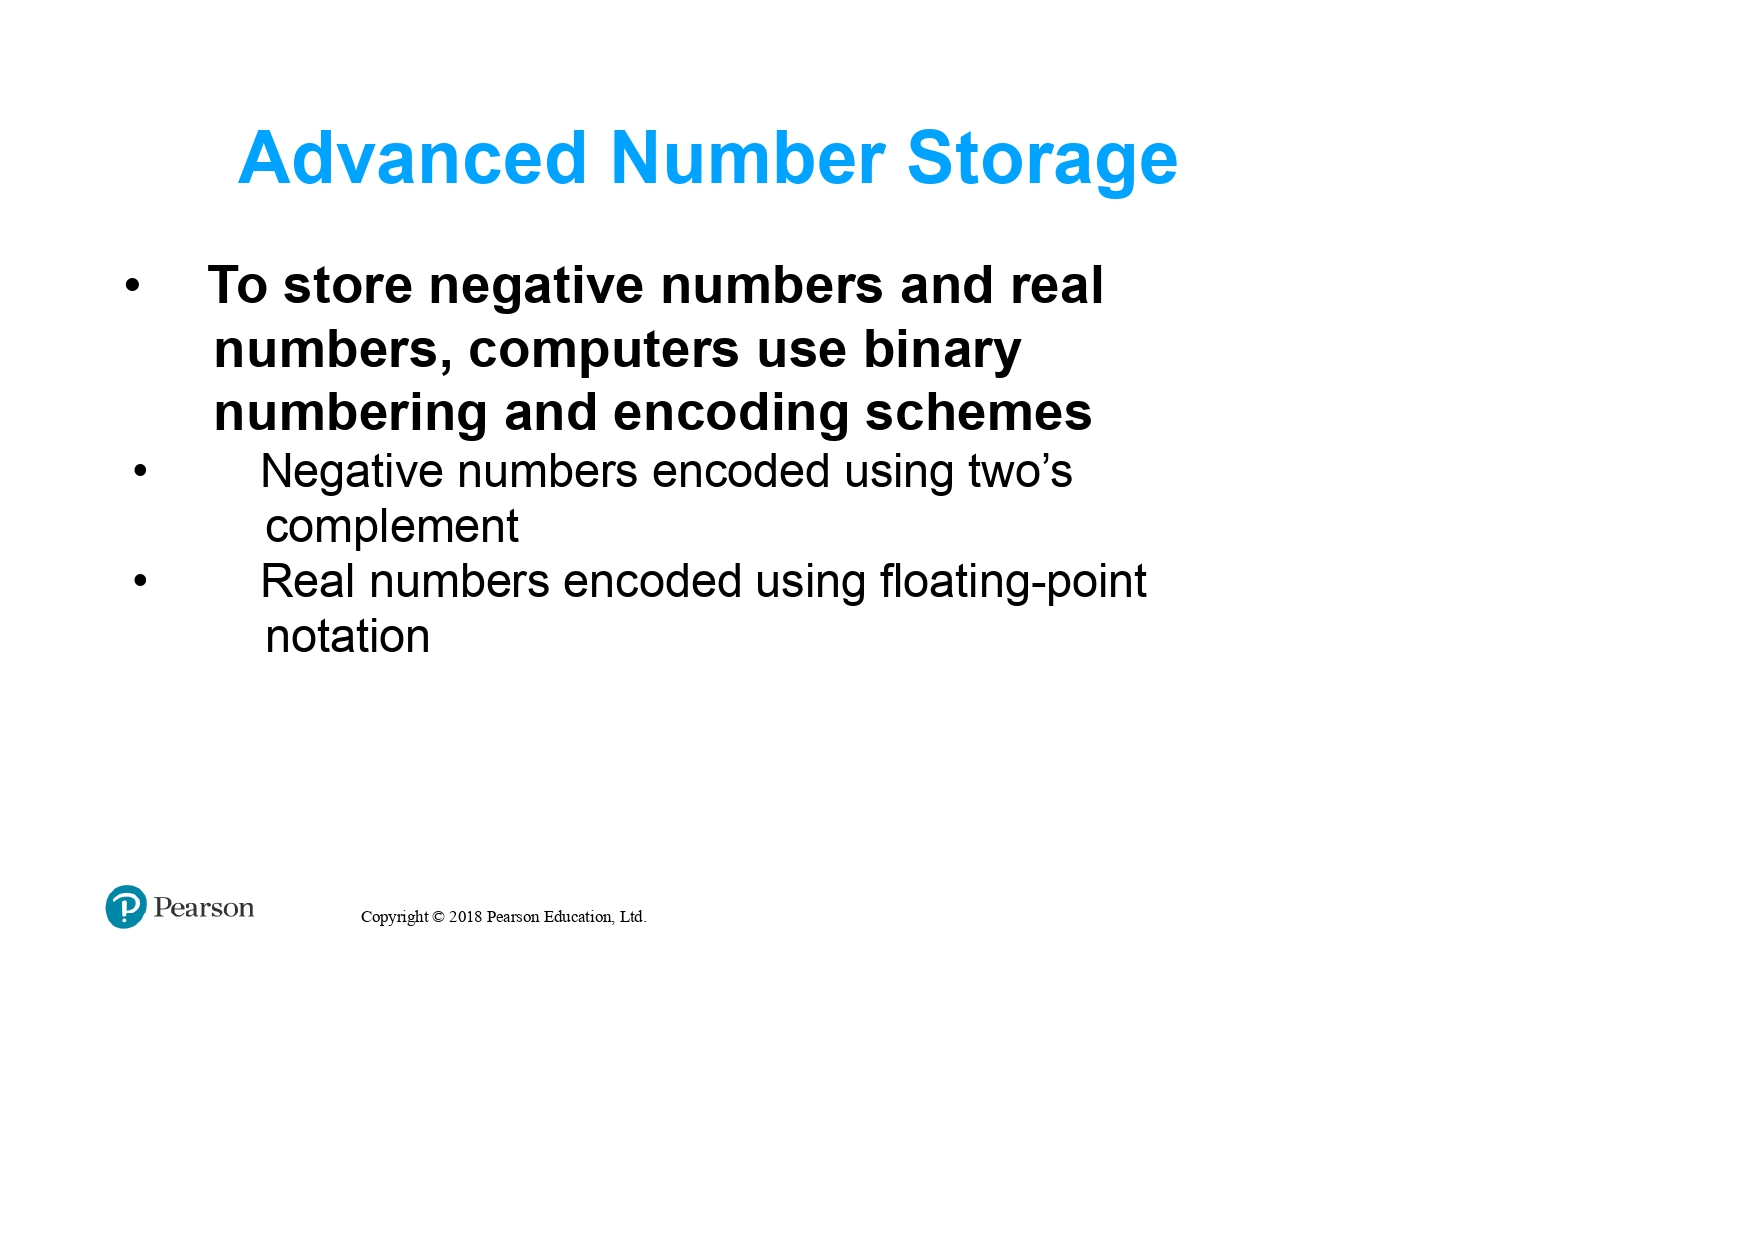 Advanced Number Storage
• To store negative numbers and real
numbers, computers use binary
numbering and encoding schemes
• Negative numbers encoded using two’s
complement
• Real numbers encoded using floating-point
notation
Pearson
Copyright © 2018 Pearson Education, Ltd.